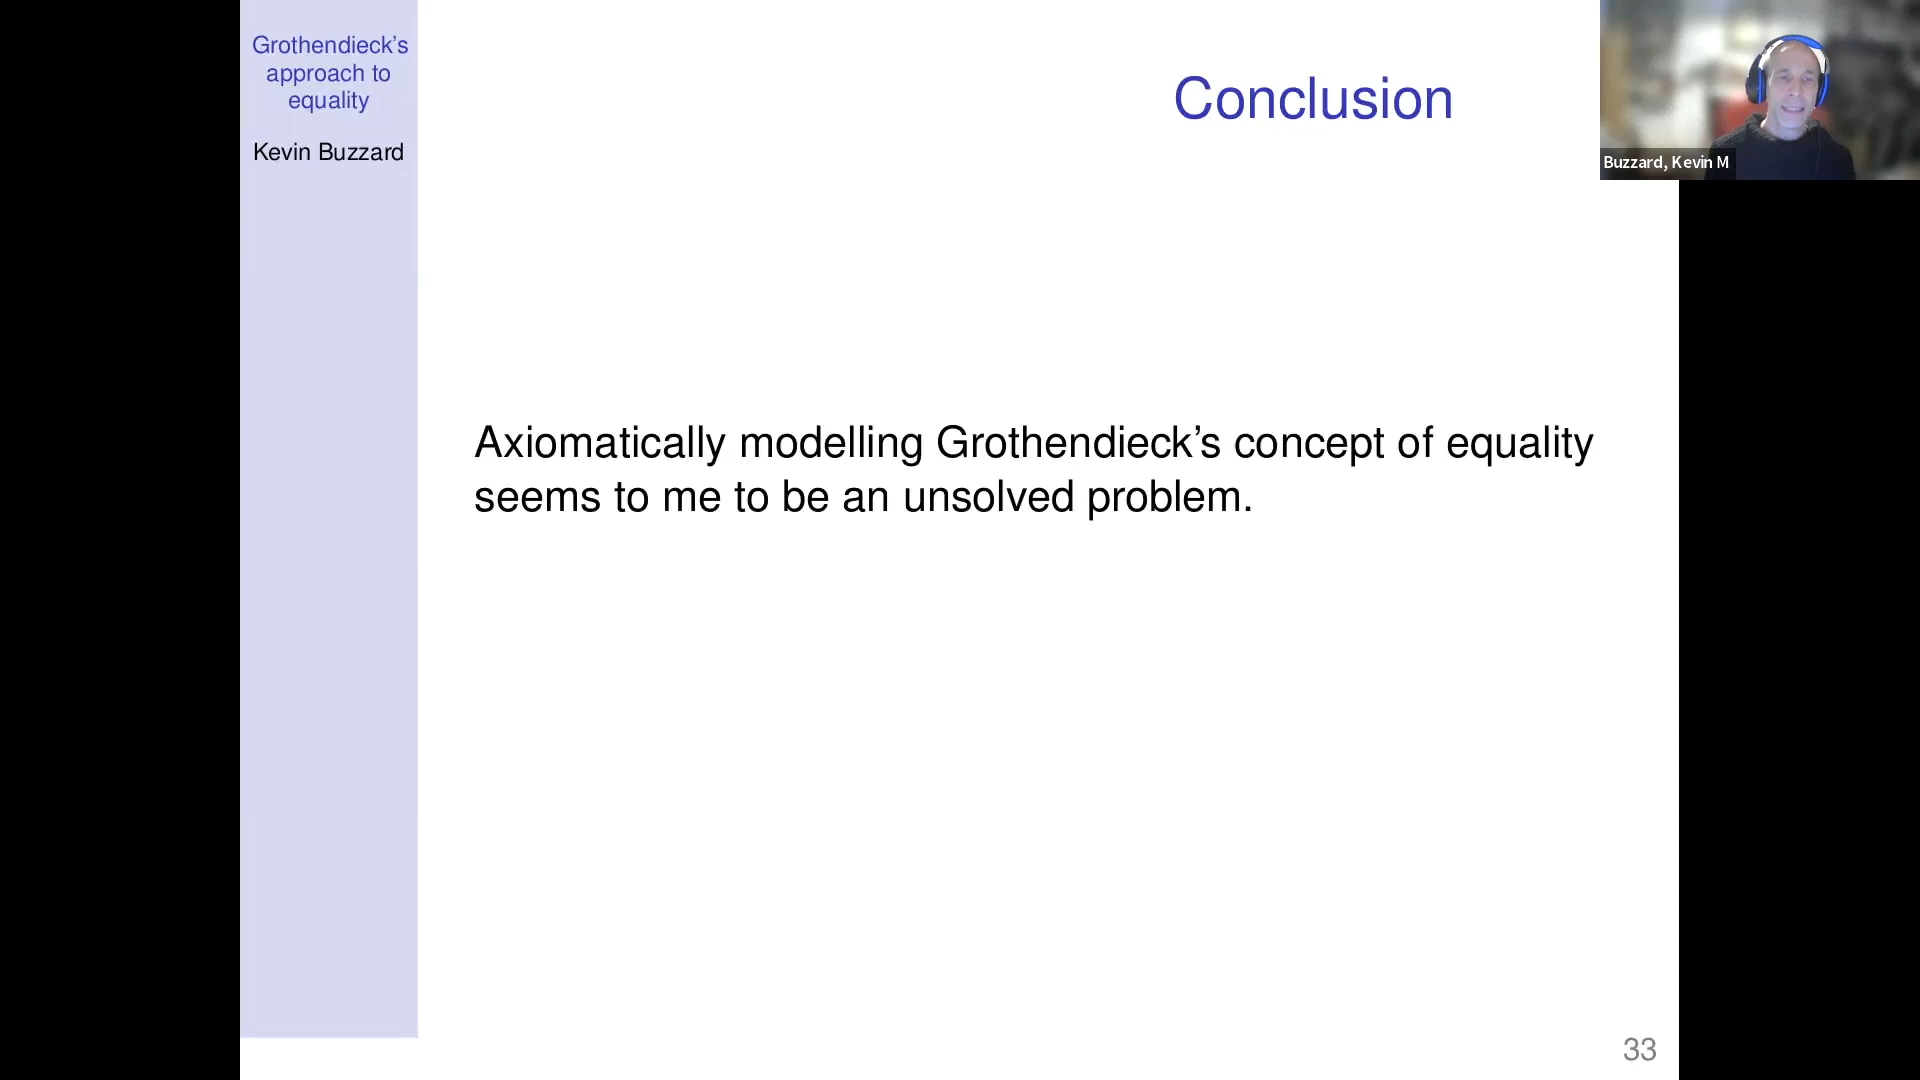 Grothendieck’s
approach to
equality
Kevin Buzzard
Conclusion
Buzzard, Kevin M
Axiomatically modelling Grothendieck’s concept of equality
seems to me to be an unsolved problem.
33